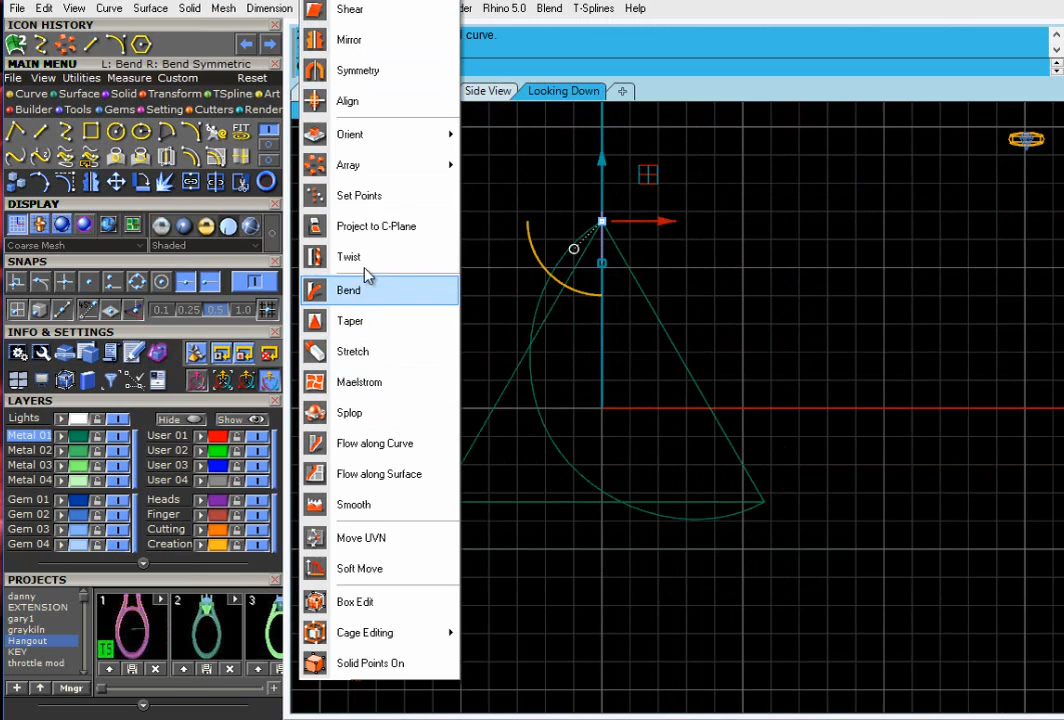 File Edit View Curve Surface Solid Mesh Dimension
der Rhino 5.0 Blend T-Splines Help
curve.
ICON HISTORY
MAIN MENU L: Bend R: Bend Symmetric
File View Utilities Measure Custom Reset
Curve Surface Solid Transform TSpline Art
Builder Tools Gems Setting Cutters Render
FIT
DISPLAY
Coarse Mesh Shaded
SNAPS
0.1 0.25 0.5 1.0
INFO & SETTINGS
LAYERS
Lights Hide Show
Metal 01 User 01
Metal 02 User 02
Metal 03 User 03
Metal 04 User 04
Gem 01 Heads
Gem 02 Finger
Gem 03 Cutting
Gem 04 Creation
PROJECTS
danny
EXTENSION
gary1
graykiln
Hangout
KEY
throttle mod
1 2 3
TS
Mngr
Shear
Mirror
Symmetry
Align
Orient
Array
Set Points
Project to C-Plane
Twist
Bend
Taper
Stretch
Maelstrom
Splop
Flow along Curve
Flow along Surface
Smooth
Move UVN
Soft Move
Box Edit
Cage Editing
Solid Points On
Side View Looking Down